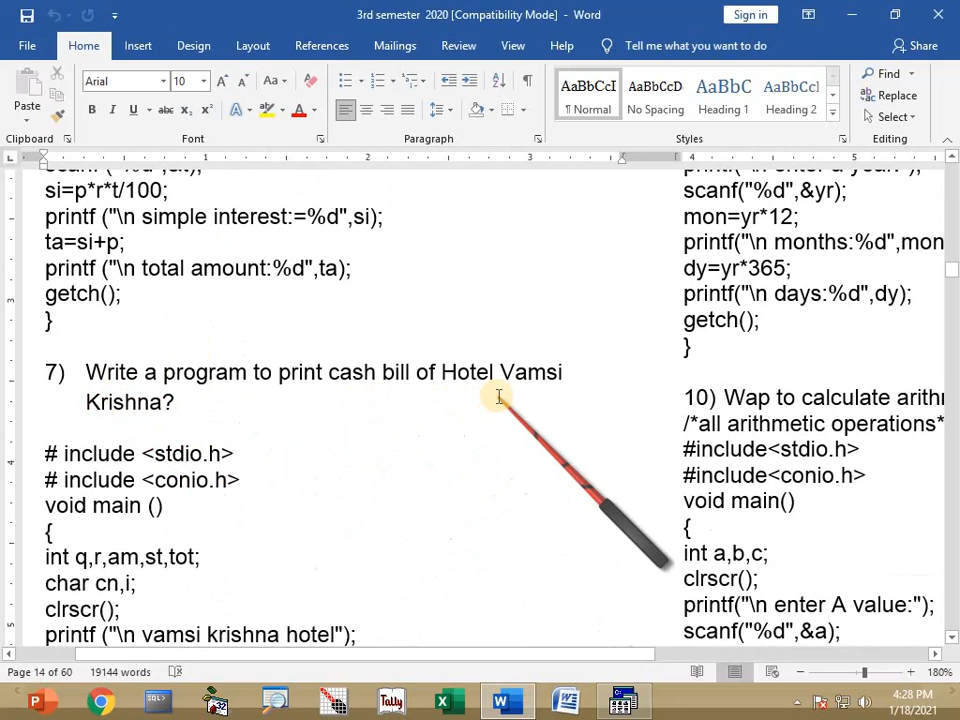 3rd semester 2020 [Compatibility Mode] - Word
Sign in
File Home Insert Design Layout References Mailings Review View Help Tell me what you want to do Share
Paste
Arial 10
AaBbCcI AaBbCcD AaBbC AaBbCc
¶ Normal No Spacing Heading 1 Heading 2
Find
Replace
Select
Clipboard Font Paragraph Styles Editing
1 2 3 4 5
si=p*r*t/100;
printf ("\n simple interest:=%d",si);
ta=si+p;
printf ("\n total amount:%d",ta);
getch();
}
7) Write a program to print cash bill of Hotel Vamsi
Krishna?
# include <stdio.h>
# include <conio.h>
void main ()
{
int q,r,am,st,tot;
char cn,i;
clrscr();
printf ("\n vamsi krishna hotel");
scanf("%d",&yr);
mon=yr*12;
printf("\n months:%d",mon
dy=yr*365;
printf("\n days:%d",dy);
getch();
}
10) Wap to calculate arithm
/*all arithmetic operations*
#include<stdio.h>
#include<conio.h>
void main()
{
int a,b,c;
clrscr();
printf("\n enter A value:");
scanf("%d",&a);
Page 14 of 60 19144 words 180%
4:28 PM
1/18/2021